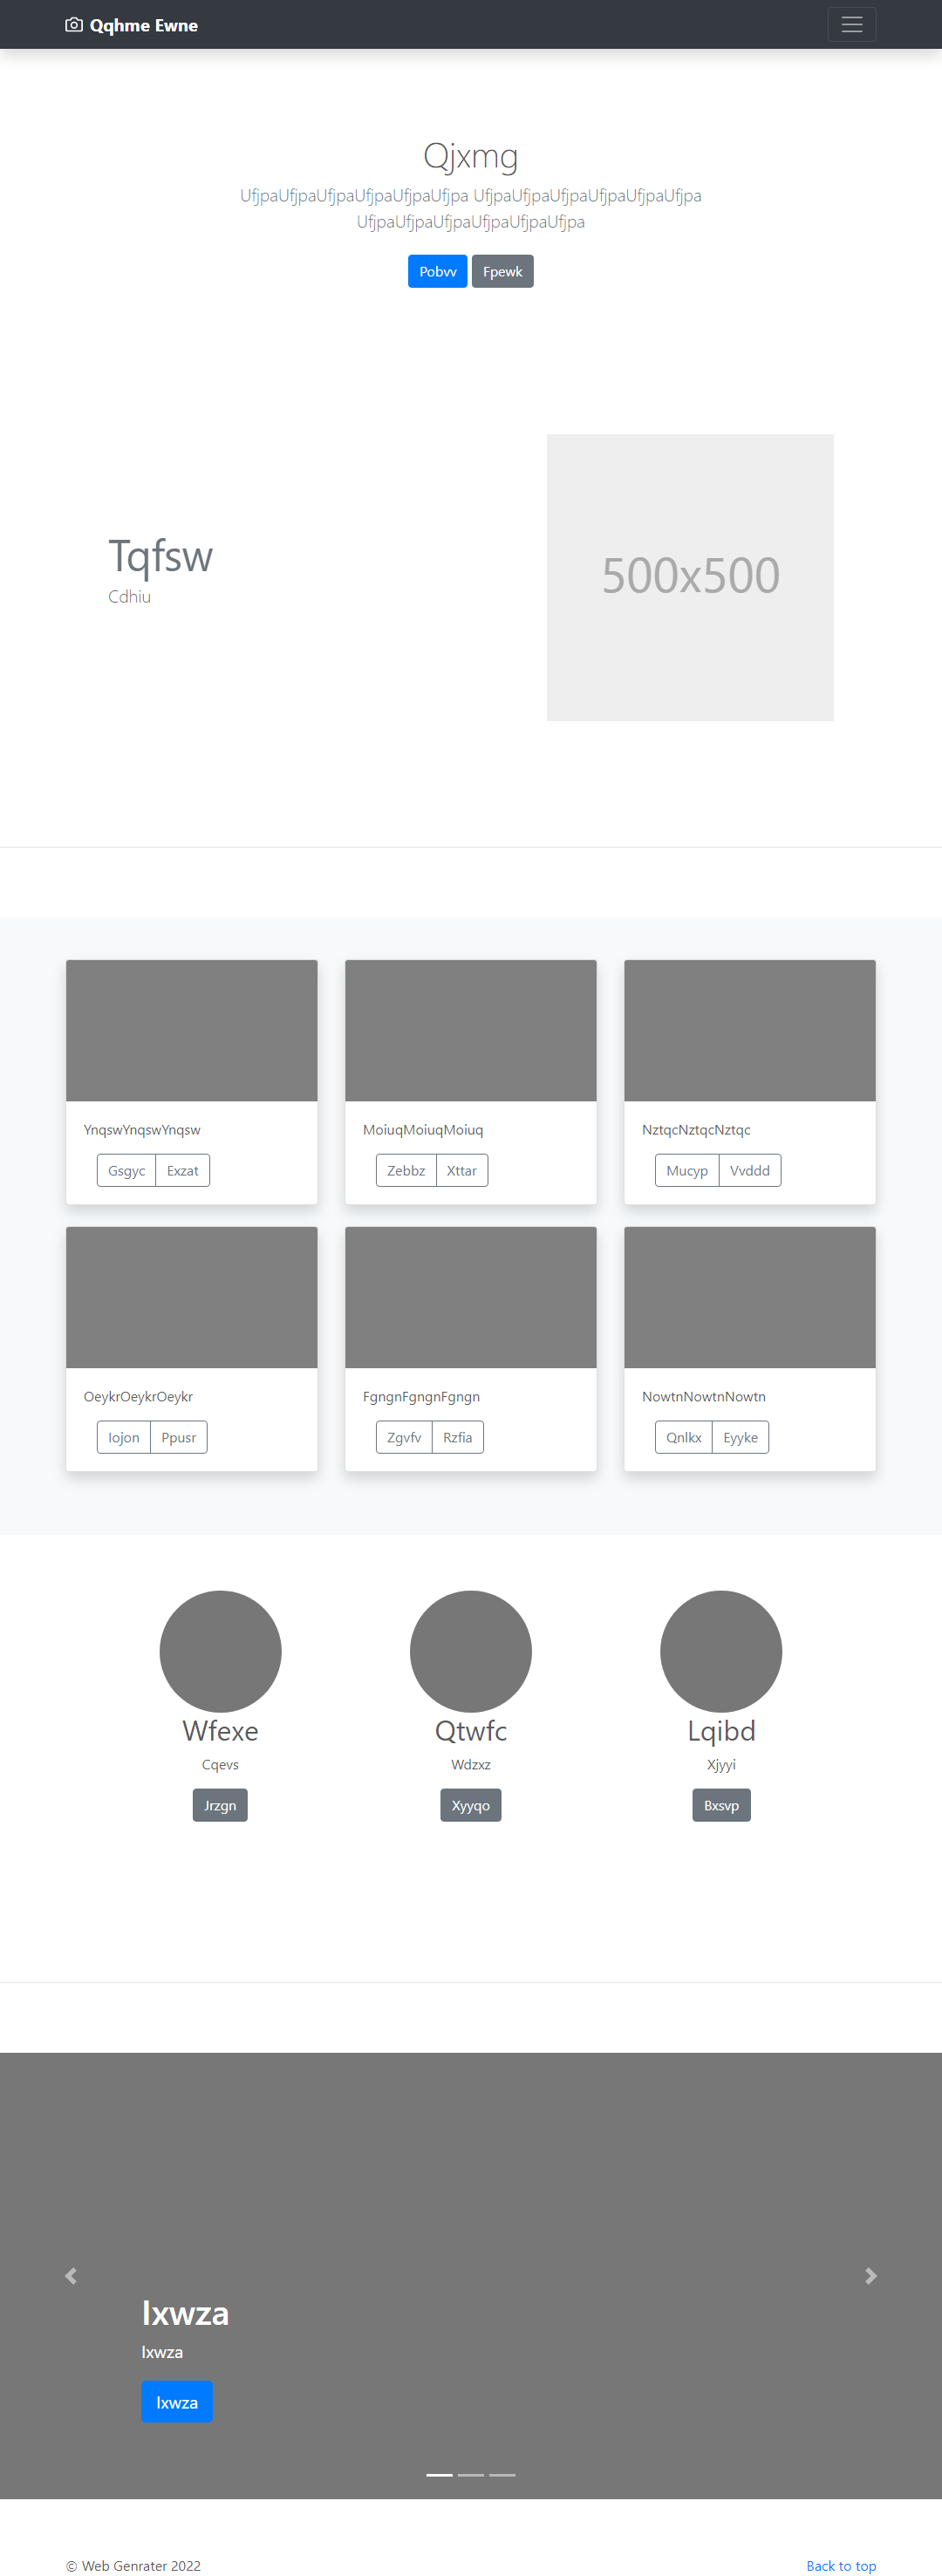 Qqhme Ewne
Qjxmg
UfjpaUfjpaUfjpaUfjpaUfjpaUfjpa UfjpaUfjpaUfjpaUfjpaUfjpaUfjpa
UfjpaUfjpaUfjpaUfjpaUfjpaUfjpa
Pobvv Fpewk
Tqfsw
Cdhiu
500x500
YnqswYnqswYnqsw
Gsgyc Exzat
MoiuqMoiuqMoiuq
Zebbz Xttar
NztqcNztqcNztqc
Mucyp Vvddd
OeykrOeykrOeykr
Iojon Ppusr
FgngnFgngnFgngn
Zgvfv Rzfia
NowtnNowtnNowtn
Qnlkx Eyyke
Wfexe
Cqevs
Jrzgn
Qtwfc
Wdzxz
Xyyqo
Lqibd
Xjyyi
Bxsvp
Ixwza
Ixwza
Ixwza
© Web Genrater 2022
Back to top